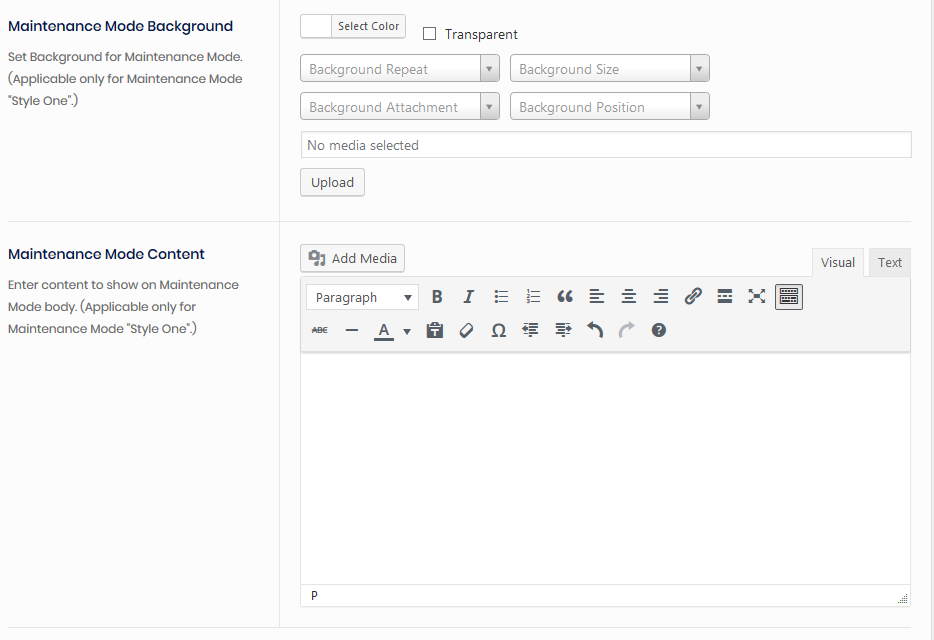 Maintenance Mode Background
Set Background for Maintenance Mode.
(Applicable only for Maintenance Mode
"Style One".)
Select Color
Transparent
Background Repeat
Background Size
Background Attachment
Background Position
No media selected
Upload
Maintenance Mode Content
Enter content to show on Maintenance
Mode body. (Applicable only for
Maintenance Mode "Style One".)
Add Media
Visual
Text
Paragraph
B
I
ABC
A
Ω
P